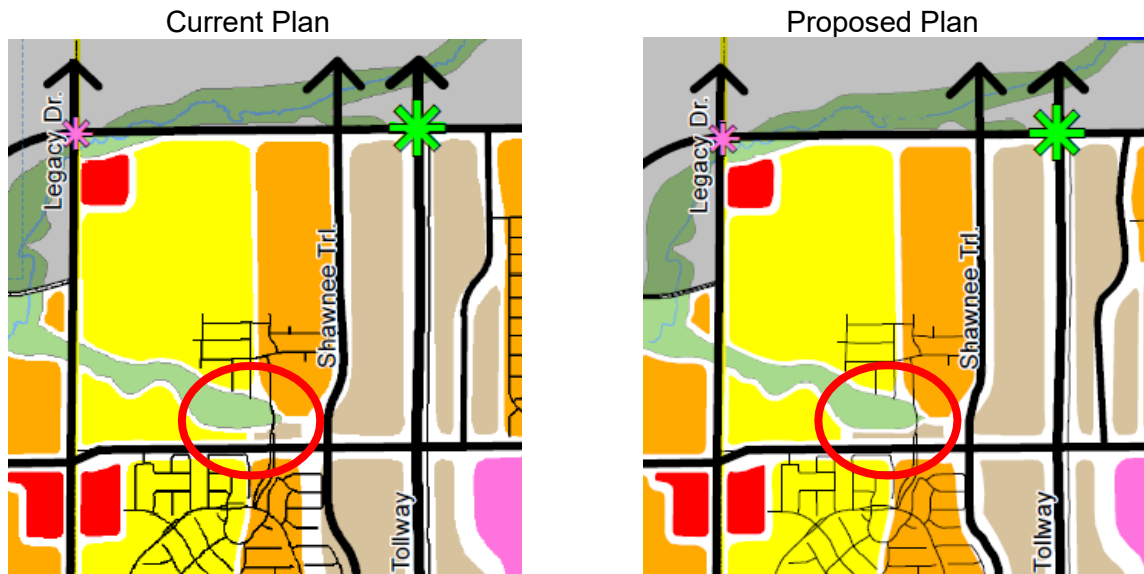 Current Plan
Proposed Plan
Legacy Dr.
Shawnee Trl.
Tollway
Legacy Dr.
Shawnee Trl.
Tollway